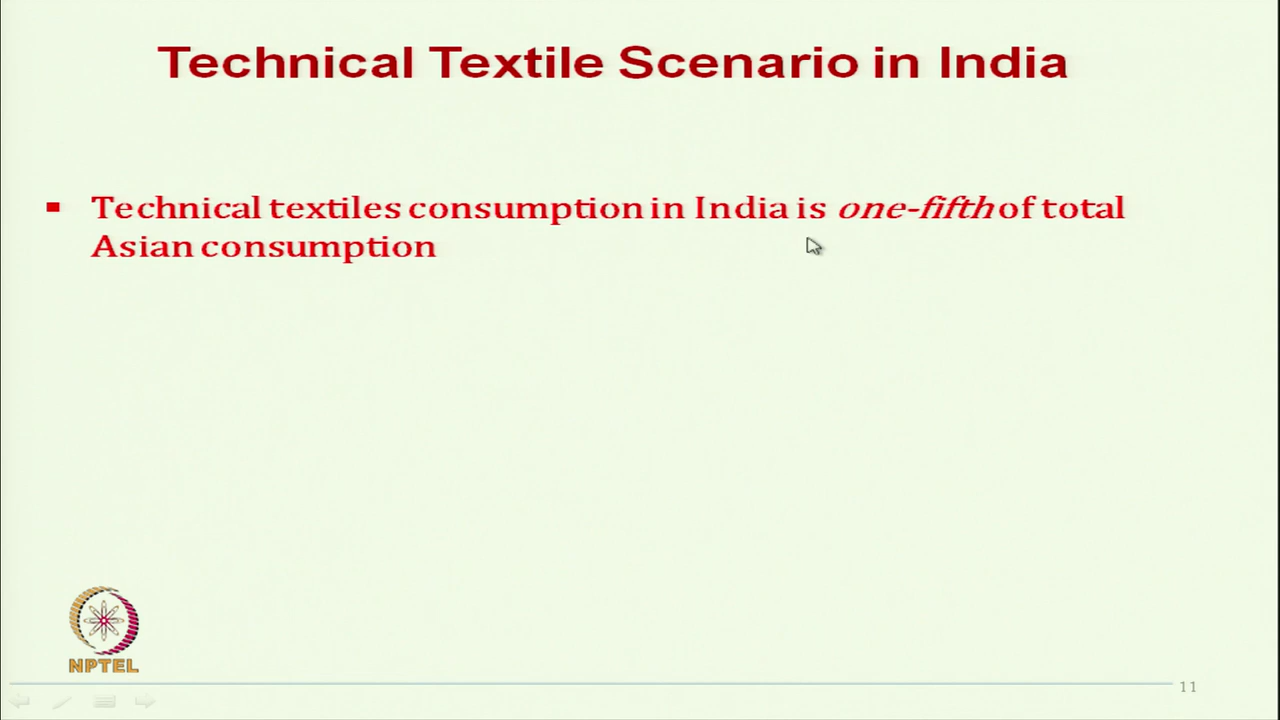 Technical Textile Scenario in India
Technical textiles consumption in India is one-fifth of total
Asian consumption
NPTEL
11